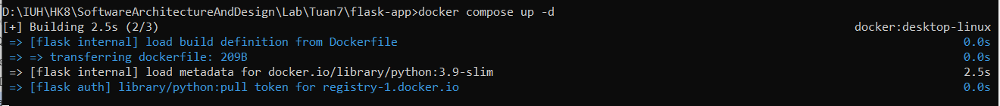 D:\IUH\HK8\SoftwareArchitectureAndDesign\Lab\Tuan7\flask-app>docker compose up -d
[+] Building 2.5s (2/3) docker:desktop-linux
=> [flask internal] load build definition from Dockerfile 0.0s
=> => transferring dockerfile: 209B 0.0s
=> [flask internal] load metadata for docker.io/library/python:3.9-slim 2.5s
=> [flask auth] library/python:pull token for registry-1.docker.io 0.0s